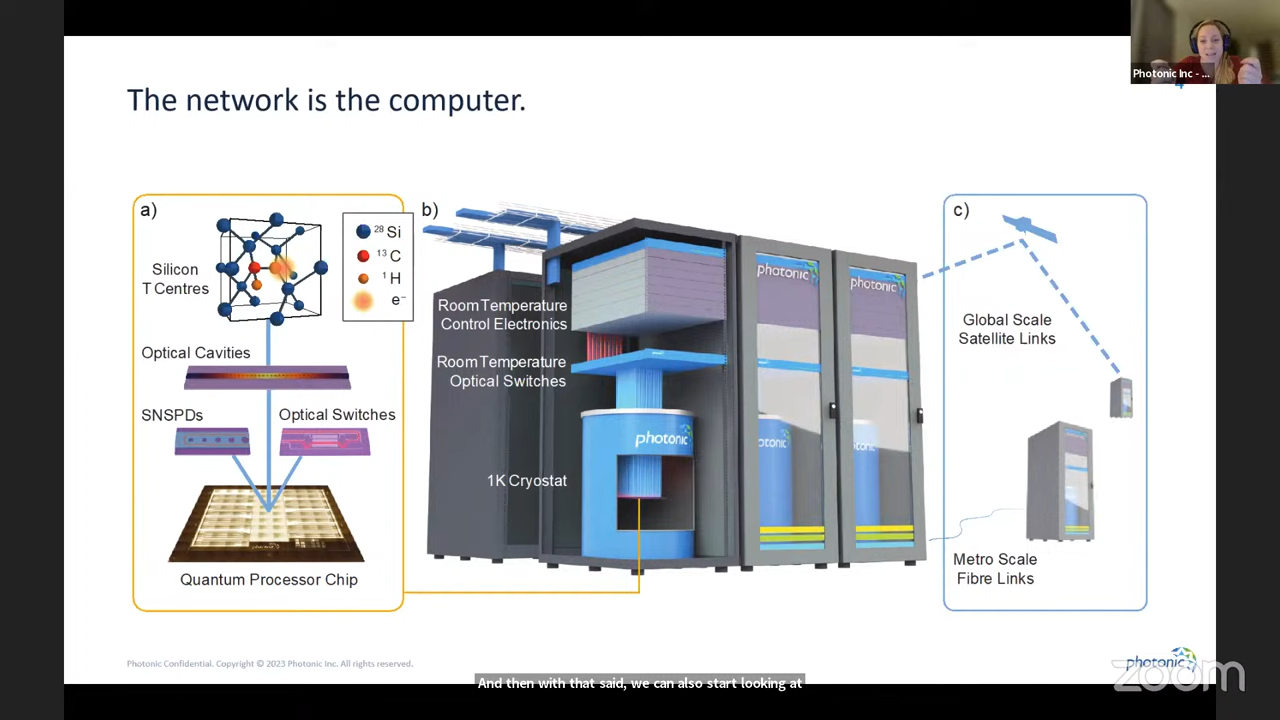 Photonic Inc - ...
4
The network is the computer.
a)
Silicon
T Centres
28Si
13C
1H
e−
Optical Cavities
SNSPDs
Optical Switches
Quantum Processor Chip
b)
Room Temperature
Control Electronics
Room Temperature
Optical Switches
1K Cryostat
photonic
photonic
photonic
photonic
photonic
c)
Global Scale
Satellite Links
Metro Scale
Fibre Links
Photonic Confidential. Copyright © 2023 Photonic Inc. All rights reserved.
photonic
zoom
And then with that said, we can also start looking at